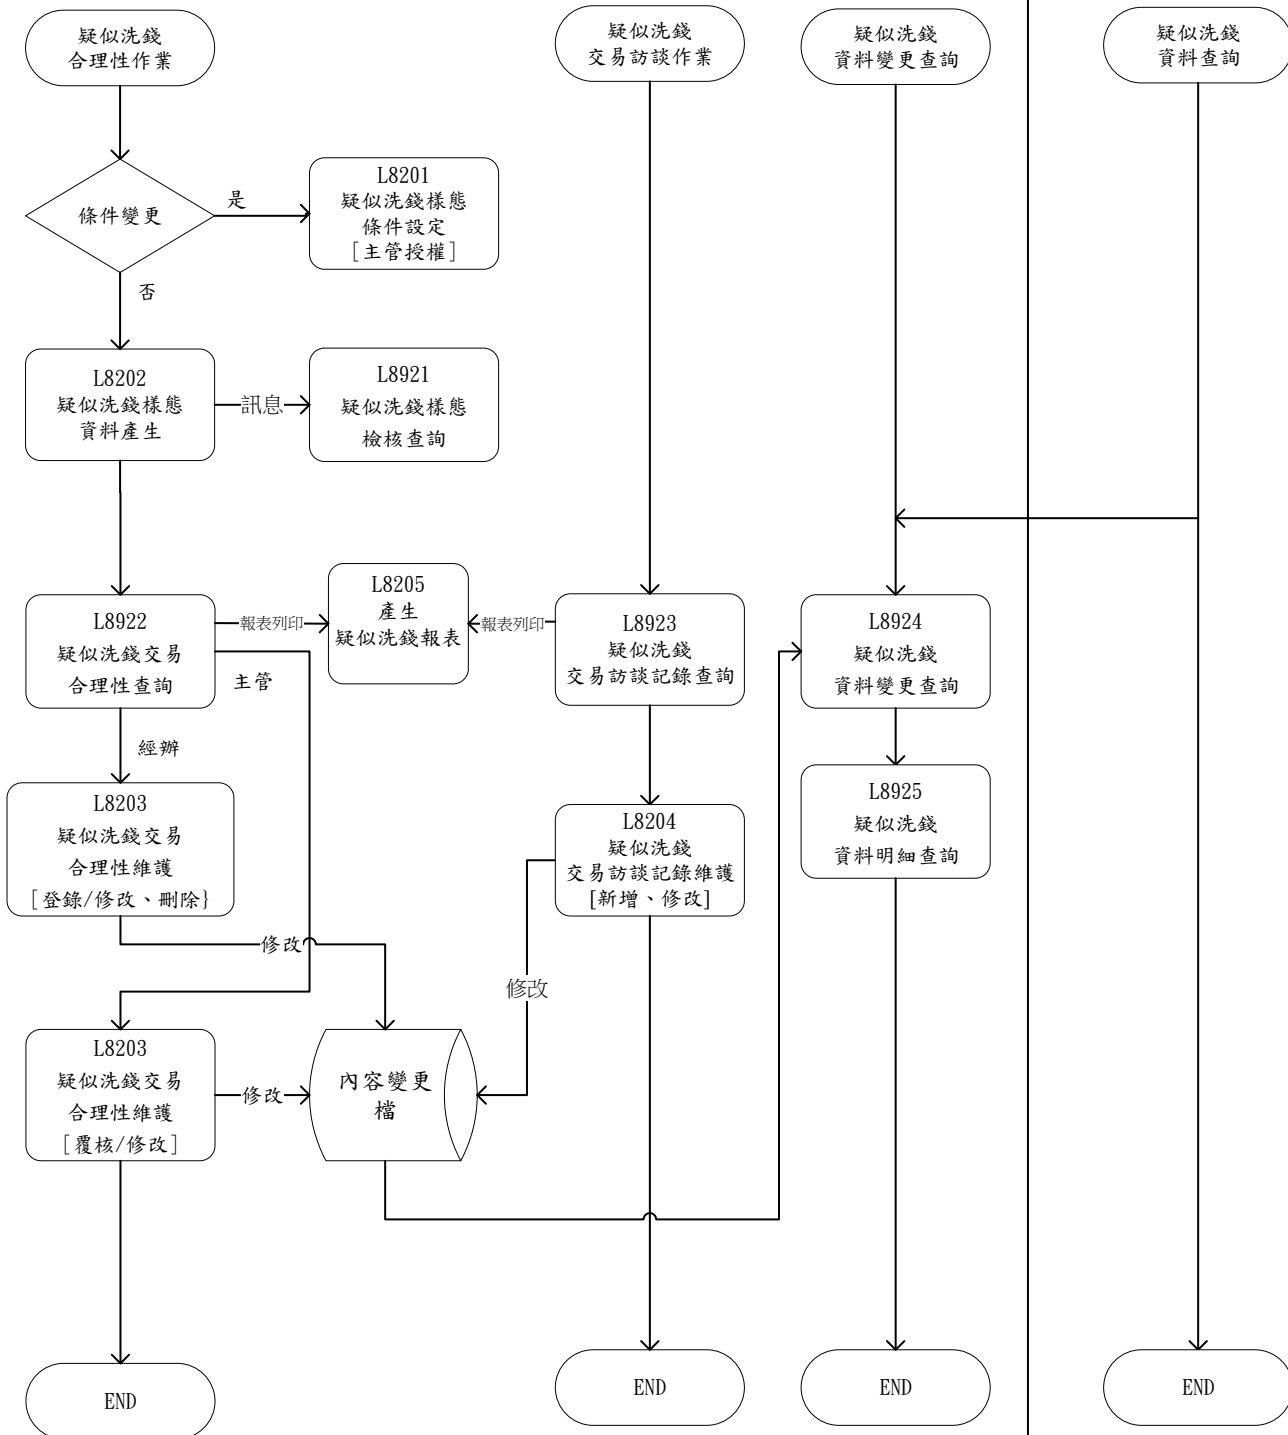 疑似洗錢
合理性作業
疑似洗錢
交易訪談作業
疑似洗錢
資料變更查詢
疑似洗錢
資料查詢
條件變更
是
L8201
疑似洗錢樣態
條件設定
[主管授權]
否
L8202
疑似洗錢樣態
資料產生
訊息
L8921
疑似洗錢樣態
檢核查詢
L8922
疑似洗錢交易
合理性查詢
報表列印
L8205
產生
疑似洗錢報表
報表列印
L8923
疑似洗錢
交易訪談記錄查詢
L8924
疑似洗錢
資料變更查詢
主管
經辦
L8203
疑似洗錢交易
合理性維護
[登錄/修改、刪除}
L8204
疑似洗錢
交易訪談記錄維護
[新增、修改]
L8925
疑似洗錢
資料明細查詢
修改
修改
L8203
疑似洗錢交易
合理性維護
[覆核/修改]
修改
內容變更
檔
END
END
END
END